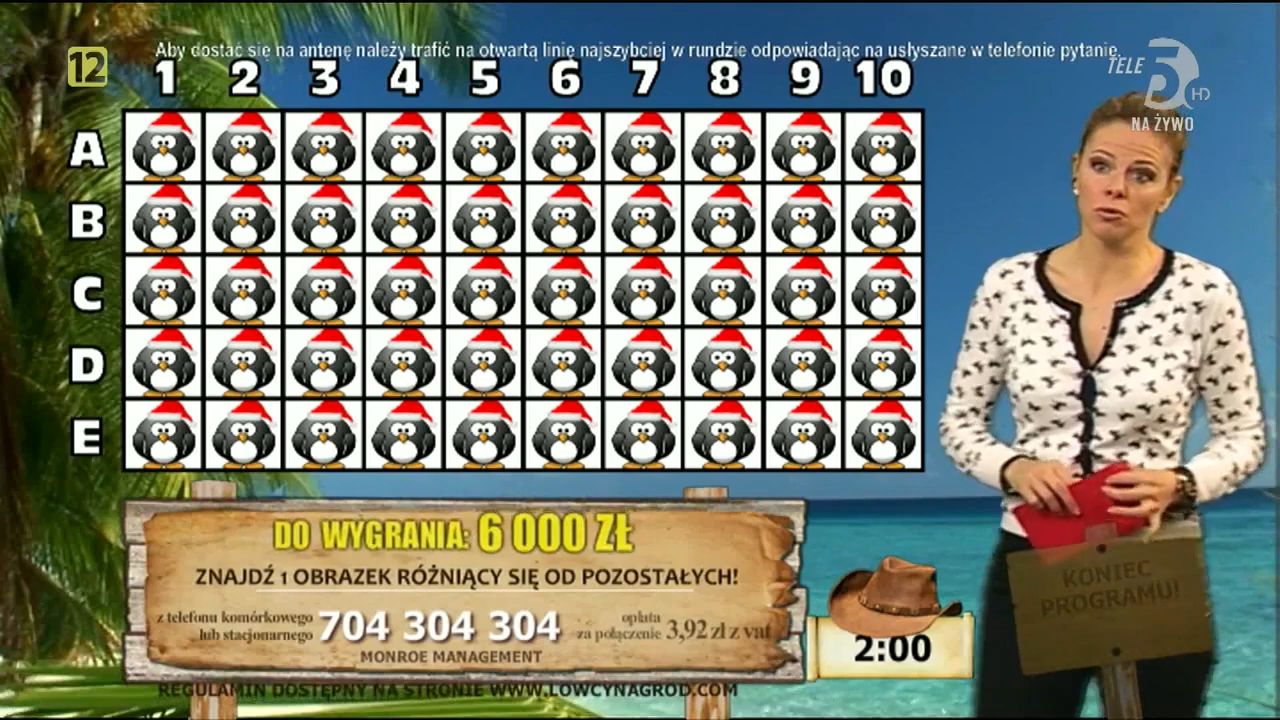 Aby dostać się na antenę należy trafić na otwartą linię najszybciej w rundzie odpowiadając na usłyszane w telefonie pytanie.
12
TELE 5 HD
NA ŻYWO
1 2 3 4 5 6 7 8 9 10
A
B
C
D
E
DO WYGRANIA: 6 000 ZŁ
ZNAJDŹ 1 OBRAZEK RÓŻNIĄCY SIĘ OD POZOSTAŁYCH!
z telefonu komórkowego
lub stacjonarnego
704 304 304
opłata
za połączenie 3,92 zł z vat
MONROE MANAGEMENT
2:00
KONIEC
PROGRAMU!
REGULAMIN DOSTĘPNY NA STRONIE WWW.LOWCYNAGROD.COM